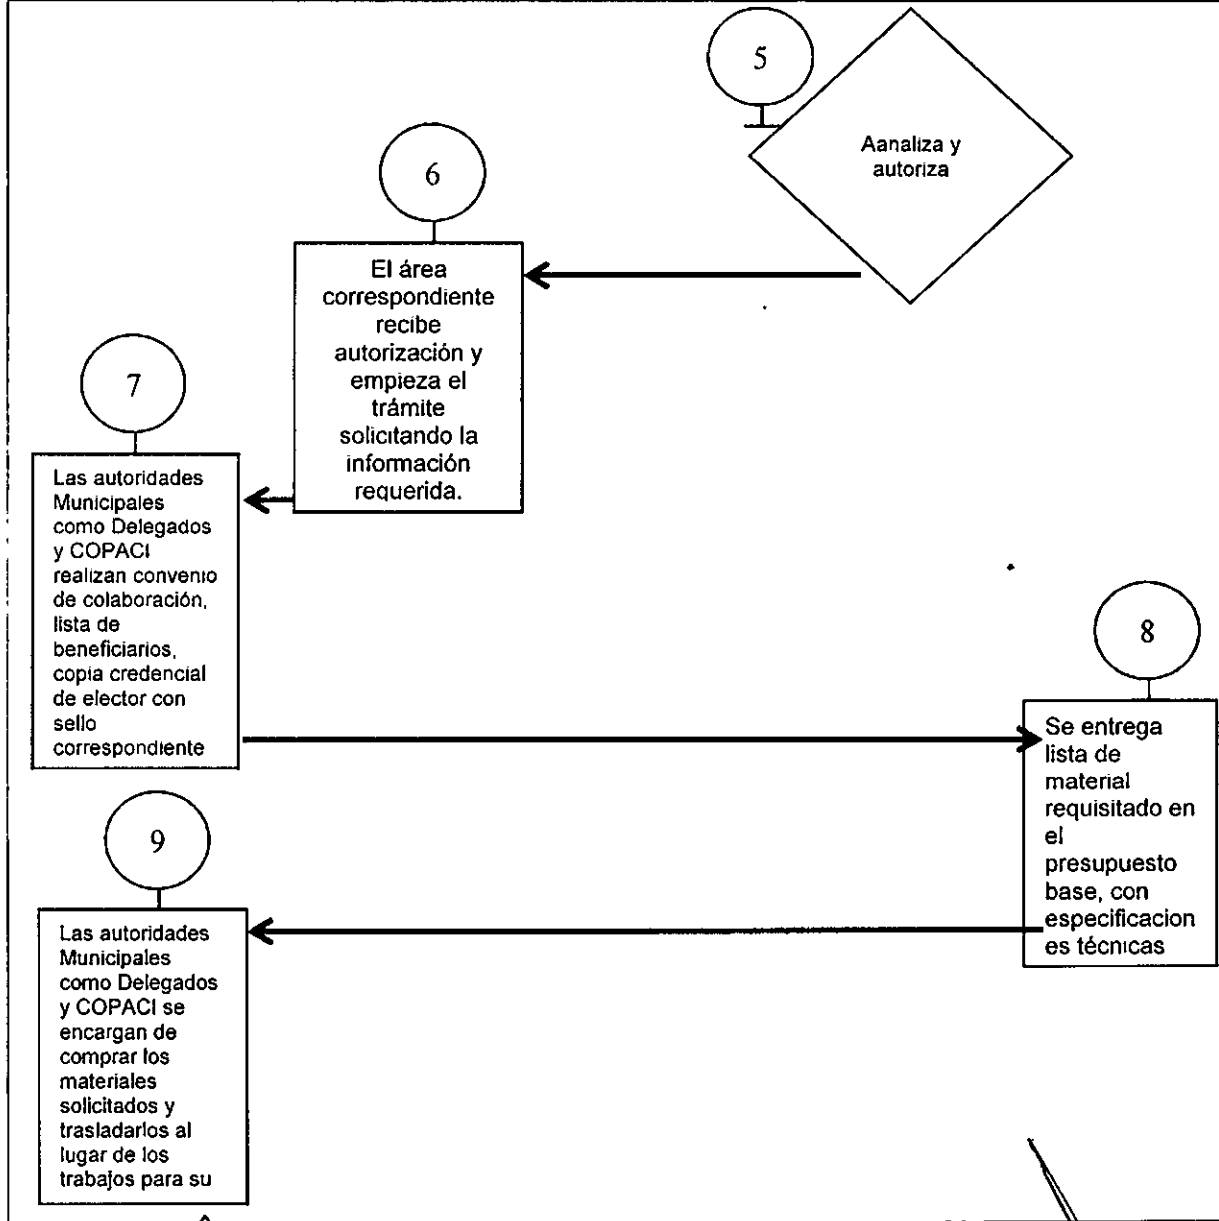 5
Aanaliza y
autoriza
6
El área
correspondiente
recibe
autorización y
empieza el
trámite
solicitando la
información
requerida.
7
Las autoridades
Municipales
como Delegados
y COPACI
realizan convenio
de colaboración,
lista de
beneficiarios,
copia credencial
de elector con
sello
correspondiente
8
Se entrega
lista de
material
requisitado en
el
presupuesto
base, con
especificacion
es técnicas
9
Las autoridades
Municipales
como Delegados
y COPACI se
encargan de
comprar los
materiales
solicitados y
trasladarlos al
lugar de los
trabajos para su